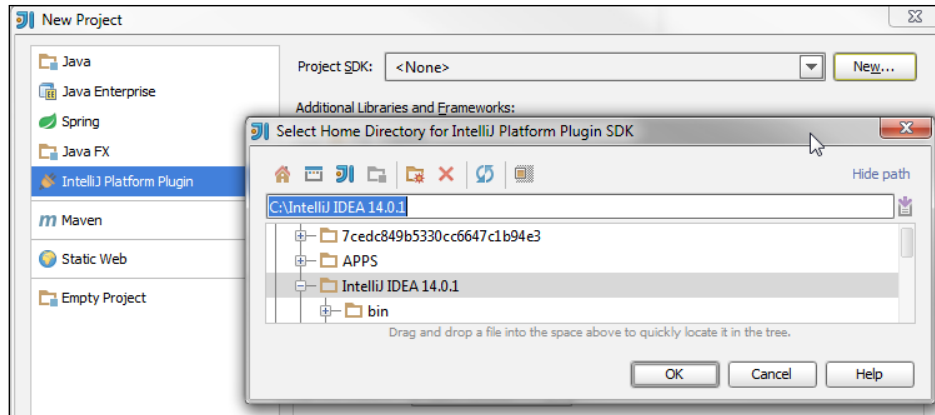 New Project
Java
Java Enterprise
Spring
Java FX
IntelliJ Platform Plugin
Maven
Static Web
Empty Project
Project SDK: <None> New...
Additional Libraries and Frameworks:
Select Home Directory for IntelliJ Platform Plugin SDK
Hide path
C:\IntelliJ IDEA 14.0.1
7cedc849b5330cc6647c1b94e3
APPS
IntelliJ IDEA 14.0.1
bin
Drag and drop a file into the space above to quickly locate it in the tree.
OK Cancel Help